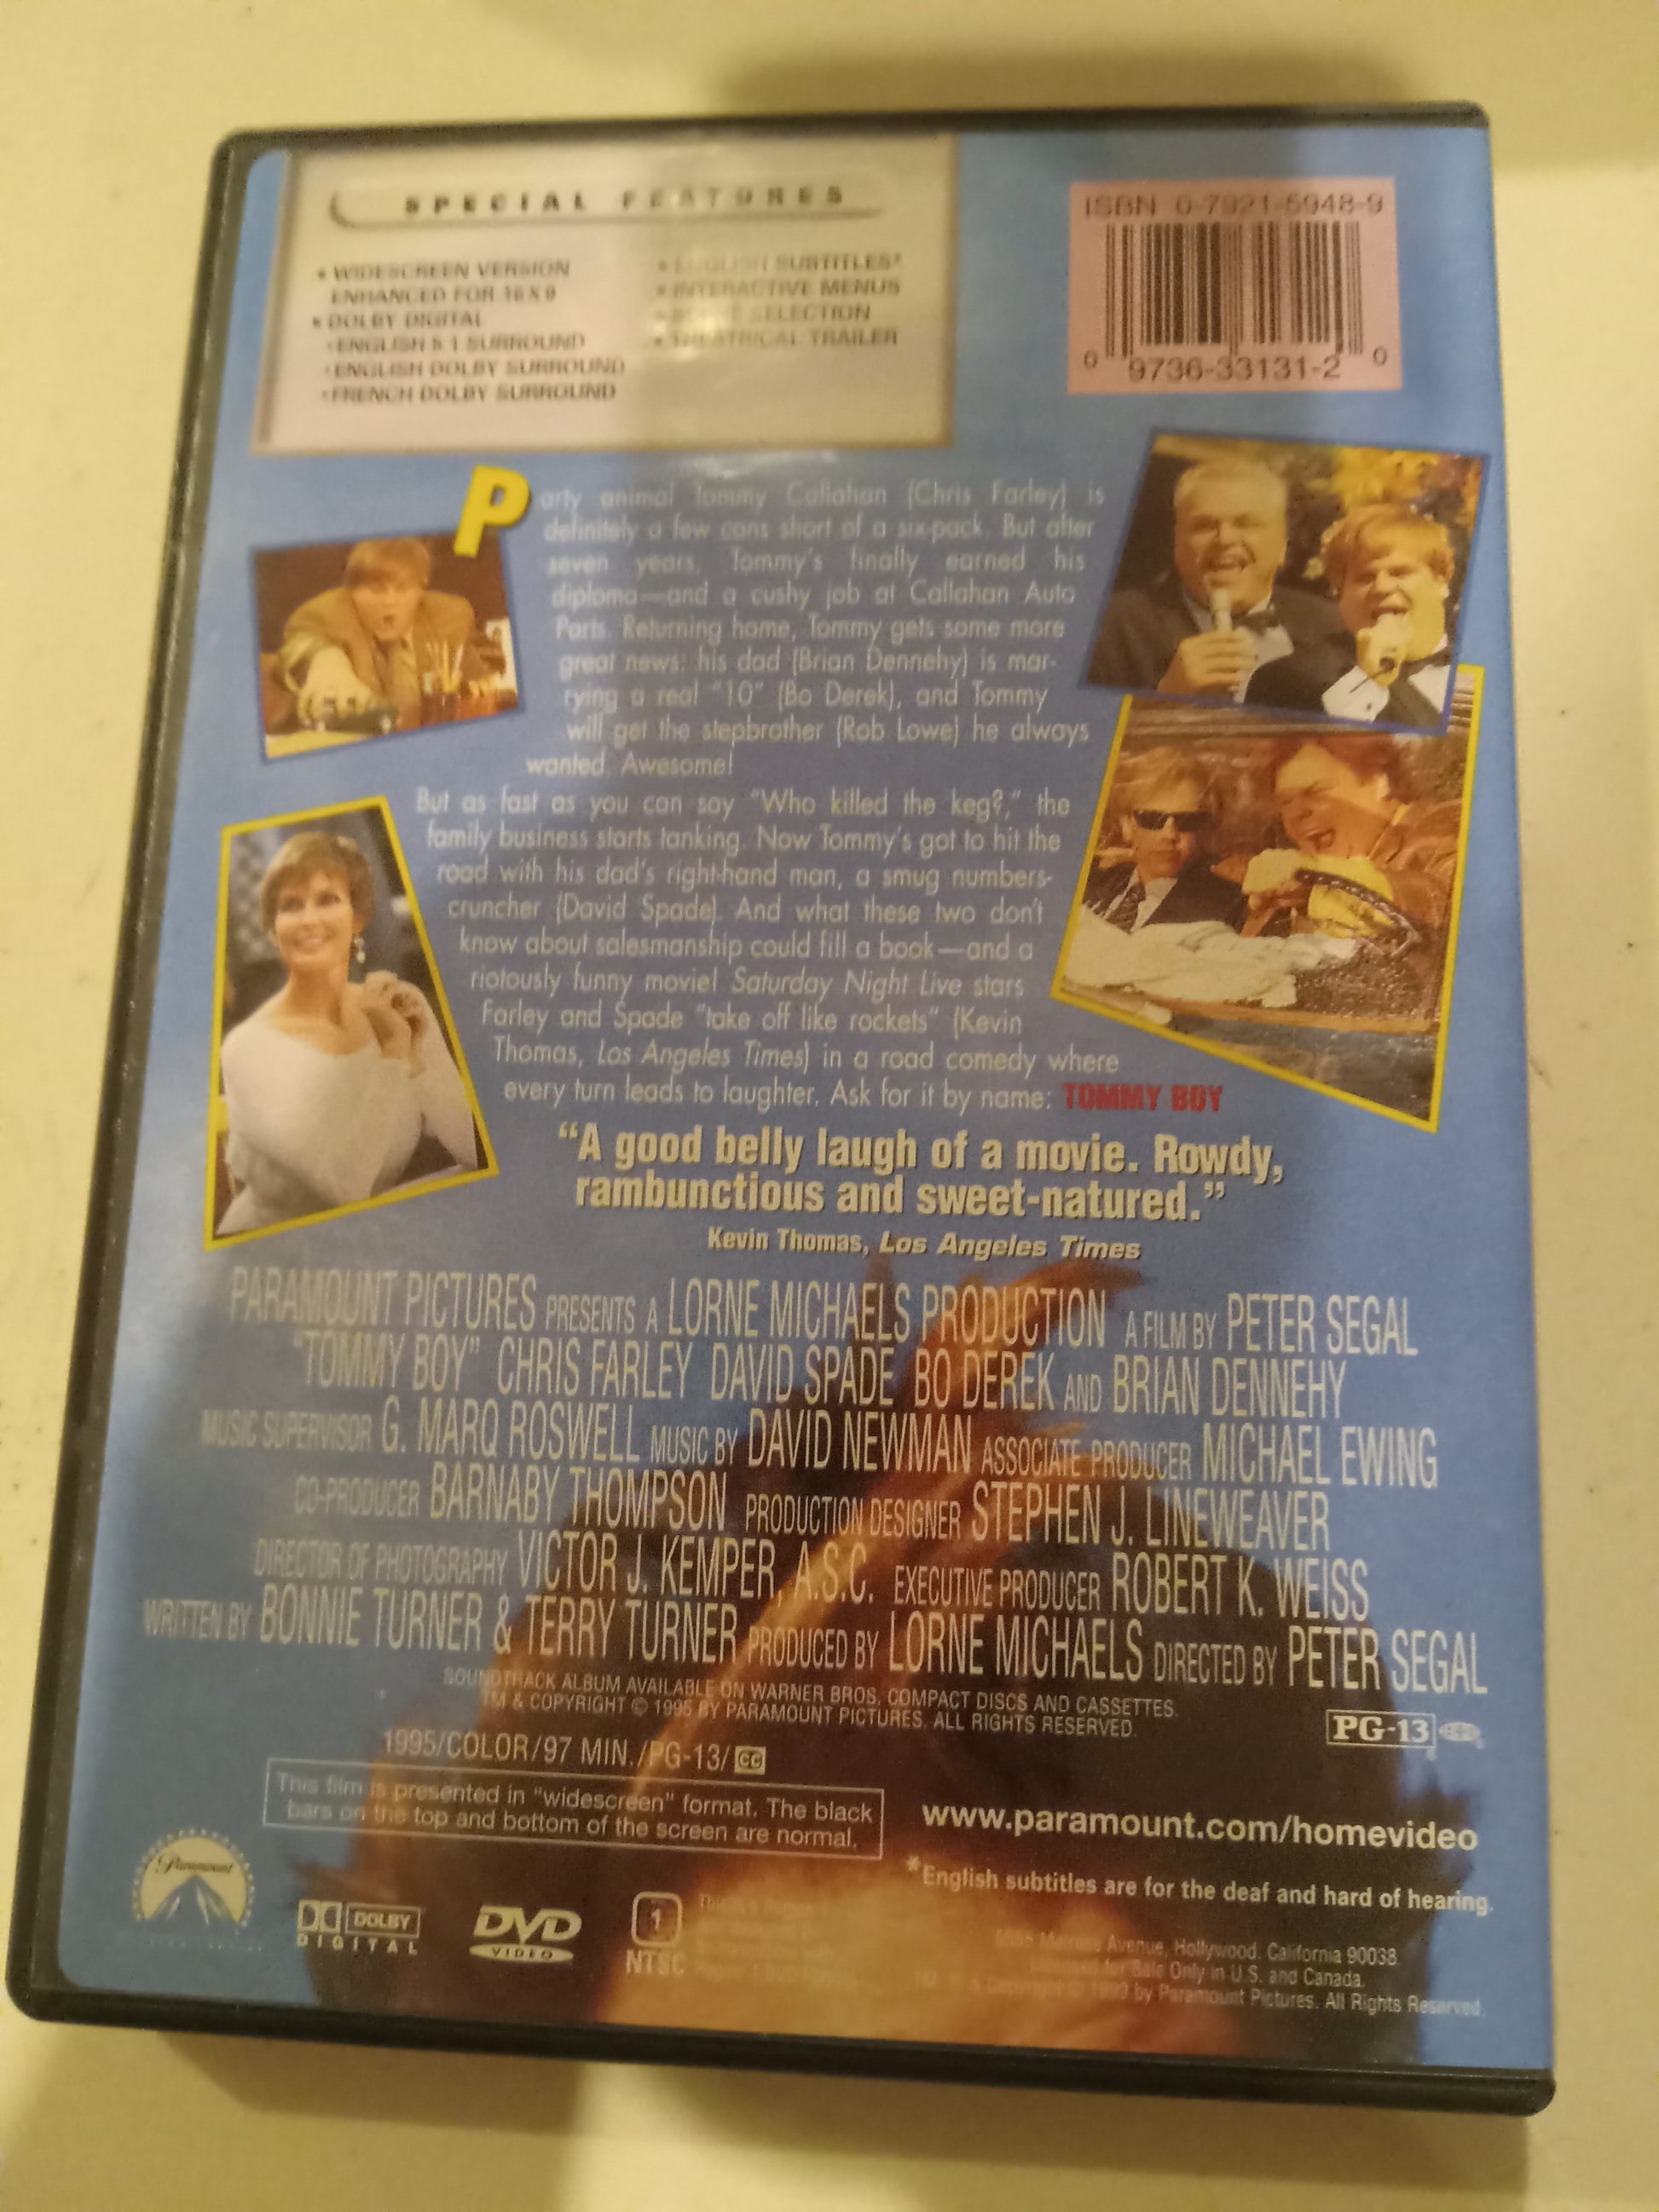 SPECIAL FEATURES
• WIDESCREEN VERSION
ENHANCED FOR 16 X 9
• DOLBY DIGITAL
-ENGLISH 5.1 SURROUND
-ENGLISH DOLBY SURROUND
-FRENCH DOLBY SURROUND
• ENGLISH SUBTITLES*
• INTERACTIVE MENUS
• SCENE SELECTION
• THEATRICAL TRAILER
ISBN 0-7921-5948-9
0 9736-33131-2 0
Party animal Tommy Callahan (Chris Farley) is
definitely a few cans short of a six-pack. But after
seven years, Tommy's finally earned his
diploma—and a cushy job at Callahan Auto
Parts. Returning home, Tommy gets some more
great news: his dad (Brian Dennehy) is mar-
rying a real "10" (Bo Derek), and Tommy
will get the stepbrother (Rob Lowe) he always
wanted. Awesome!
But as fast as you can say "Who killed the keg?," the
family business starts tanking. Now Tommy's got to hit the
road with his dad's right-hand man, a smug numbers-
cruncher (David Spade). And what these two don't
know about salesmanship could fill a book—and a
riotously funny movie! Saturday Night Live stars
Farley and Spade "take off like rockets" (Kevin
Thomas, Los Angeles Times) in a road comedy where
every turn leads to laughter. Ask for it by name: TOMMY BOY
“A good belly laugh of a movie. Rowdy,
rambunctious and sweet-natured.”
Kevin Thomas, Los Angeles Times
PARAMOUNT PICTURES PRESENTS A LORNE MICHAELS PRODUCTION A FILM BY PETER SEGAL
"TOMMY BOY" CHRIS FARLEY DAVID SPADE BO DEREK AND BRIAN DENNEHY
MUSIC SUPERVISOR G. MARQ ROSWELL MUSIC BY DAVID NEWMAN ASSOCIATE PRODUCER MICHAEL EWING
CO-PRODUCER BARNABY THOMPSON PRODUCTION DESIGNER STEPHEN J. LINEWEAVER
DIRECTOR OF PHOTOGRAPHY VICTOR J. KEMPER, A.S.C. EXECUTIVE PRODUCER ROBERT K. WEISS
WRITTEN BY BONNIE TURNER & TERRY TURNER PRODUCED BY LORNE MICHAELS DIRECTED BY PETER SEGAL
SOUNDTRACK ALBUM AVAILABLE ON WARNER BROS. COMPACT DISCS AND CASSETTES.
TM & COPYRIGHT © 1995 BY PARAMOUNT PICTURES. ALL RIGHTS RESERVED.
PG-13
1995/COLOR/97 MIN./PG-13/CC
This film is presented in "widescreen" format. The black
bars on the top and bottom of the screen are normal.
www.paramount.com/homevideo
*English subtitles are for the deaf and hard of hearing.
Paramount
DOLBY
DIGITAL
DVD
VIDEO
1
NTSC
Avenue, Hollywood, California 90038.
for Sale Only in U.S. and Canada.
by Paramount Pictures. All Rights Reserved.